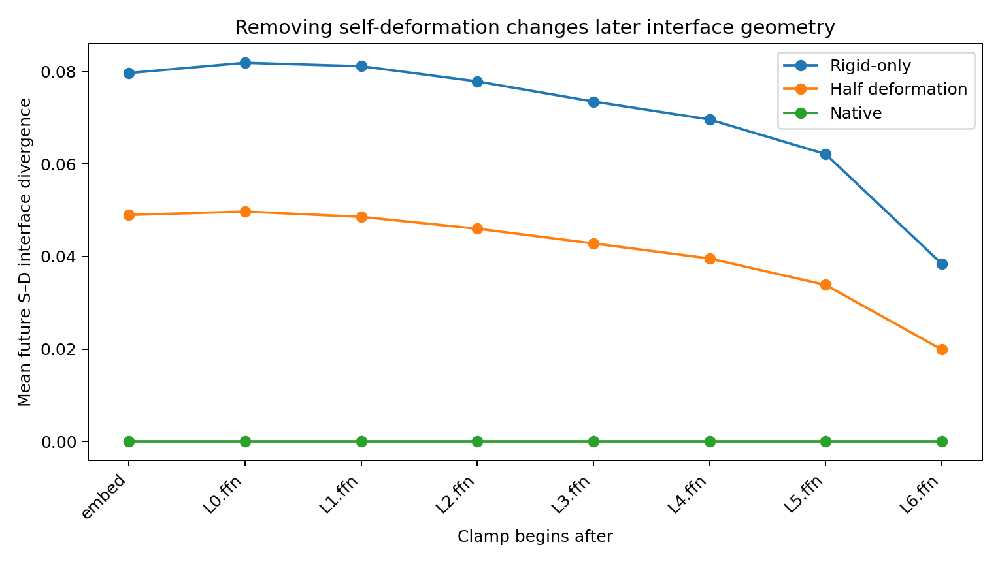 Removing self-deformation changes later interface geometry
Mean future S–D interface divergence
0.08
0.06
0.04
0.02
0.00
Rigid-only
Half deformation
Native
embed
L0.ffn
L1.ffn
L2.ffn
L3.ffn
L4.ffn
L5.ffn
L6.ffn
Clamp begins after